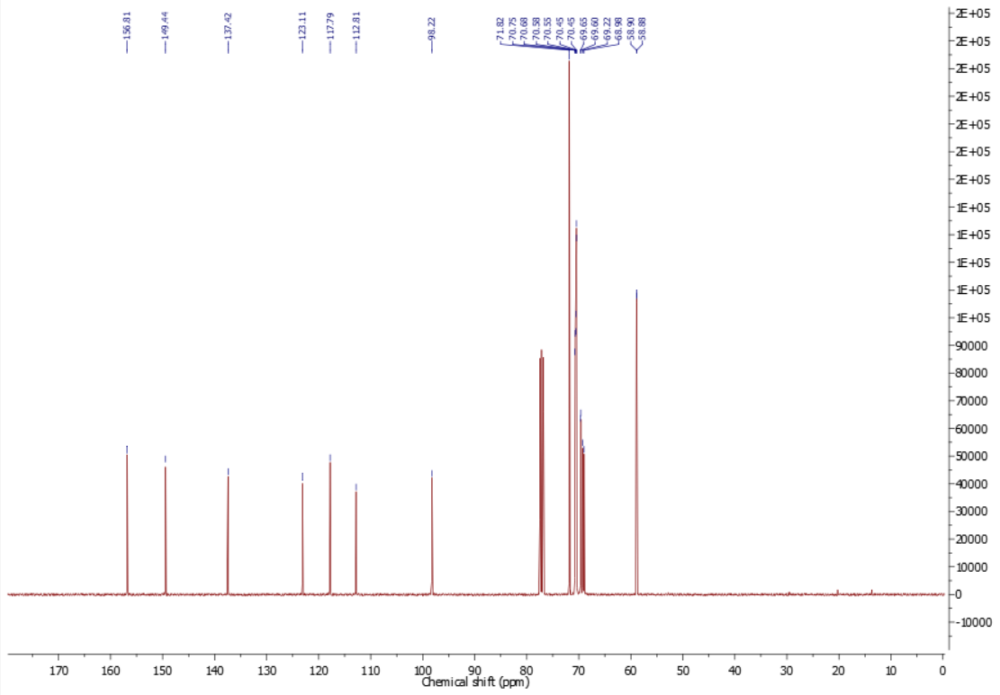 156.81
149.44
137.42
123.11
117.79
112.81
98.22
71.82
70.75
70.68
70.58
70.55
70.45
70.45
69.65
69.60
69.22
68.98
58.90
58.88
2E+05
2E+05
2E+05
2E+05
2E+05
2E+05
2E+05
1E+05
1E+05
1E+05
1E+05
1E+05
90000
80000
70000
60000
50000
40000
30000
20000
10000
0
-10000
170 160 150 140 130 120 110 100 90 80 70 60 50 40 30 20 10 0
Chemical shift (ppm)